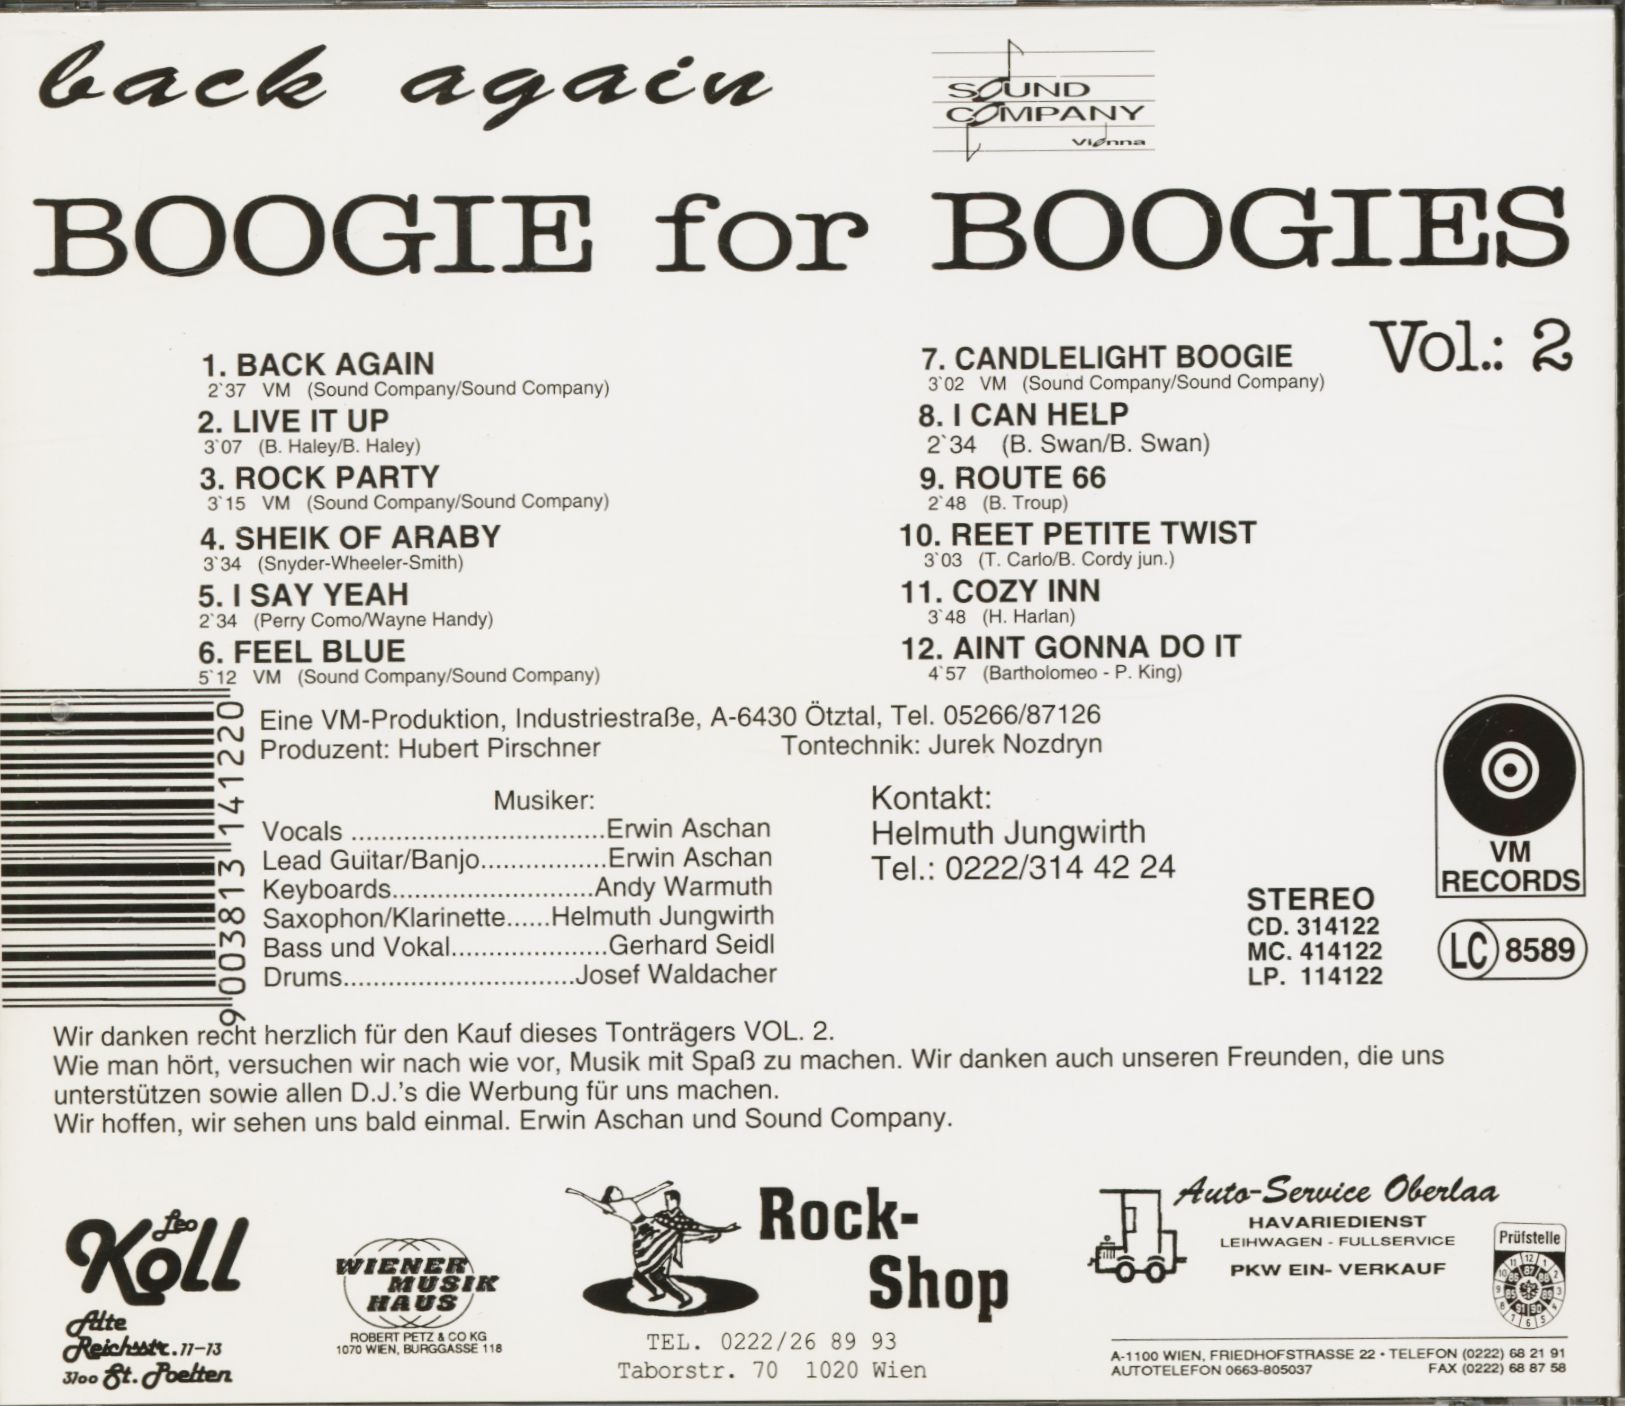 back again
SOUND
COMPANY
Vienna
BOOGIE for BOOGIES
Vol.: 2
1. BACK AGAIN
2`37 VM (Sound Company/Sound Company)
2. LIVE IT UP
3`07 (B. Haley/B. Haley)
3. ROCK PARTY
3`15 VM (Sound Company/Sound Company)
4. SHEIK OF ARABY
3`34 (Snyder-Wheeler-Smith)
5. I SAY YEAH
2`34 (Perry Como/Wayne Handy)
6. FEEL BLUE
5`12 VM (Sound Company/Sound Company)
7. CANDLELIGHT BOOGIE
3`02 VM (Sound Company/Sound Company)
8. I CAN HELP
2`34 (B. Swan/B. Swan)
9. ROUTE 66
2`48 (B. Troup)
10. REET PETITE TWIST
3`03 (T. Carlo/B. Cordy jun.)
11. COZY INN
3`48 (H. Harlan)
12. AINT GONNA DO IT
4`57 (Bartholomeo - P. King)
9003813141220
Eine VM-Produktion, Industriestraße, A-6430 Ötztal, Tel. 05266/87126
Produzent: Hubert Pirschner Tontechnik: Jurek Nozdryn
Musiker:
Vocals ..................................Erwin Aschan
Lead Guitar/Banjo.................Erwin Aschan
Keyboards...........................Andy Warmuth
Saxophon/Klarinette......Helmuth Jungwirth
Bass und Vokal.....................Gerhard Seidl
Drums...............................Josef Waldacher
Kontakt:
Helmuth Jungwirth
Tel.: 0222/314 42 24
STEREO
CD. 314122
MC. 414122
LP. 114122
VM
RECORDS
LC 8589
Wir danken recht herzlich für den Kauf dieses Tonträgers VOL. 2.
Wie man hört, versuchen wir nach wie vor, Musik mit Spaß zu machen. Wir danken auch unseren Freunden, die uns
unterstützen sowie allen D.J.'s die Werbung für uns machen.
Wir hoffen, wir sehen uns bald einmal. Erwin Aschan und Sound Company.
Leo
Koll
Alte
Reichsstr. 11-13
3100 St. Poelten
WIENER
MUSIK
HAUS
ROBERT PETZ & CO KG
1070 WIEN, BURGGASSE 118
Rock-
Shop
TEL. 0222/26 89 93
Taborstr. 70 1020 Wien
Auto-Service Oberlaa
HAVARIEDIENST
LEIHWAGEN - FULLSERVICE
PKW EIN- VERKAUF
Prüfstelle
A-1100 WIEN, FRIEDHOFSTRASSE 22 • TELEFON (0222) 68 21 91
AUTOTELEFON 0663-805037 FAX (0222) 68 87 58